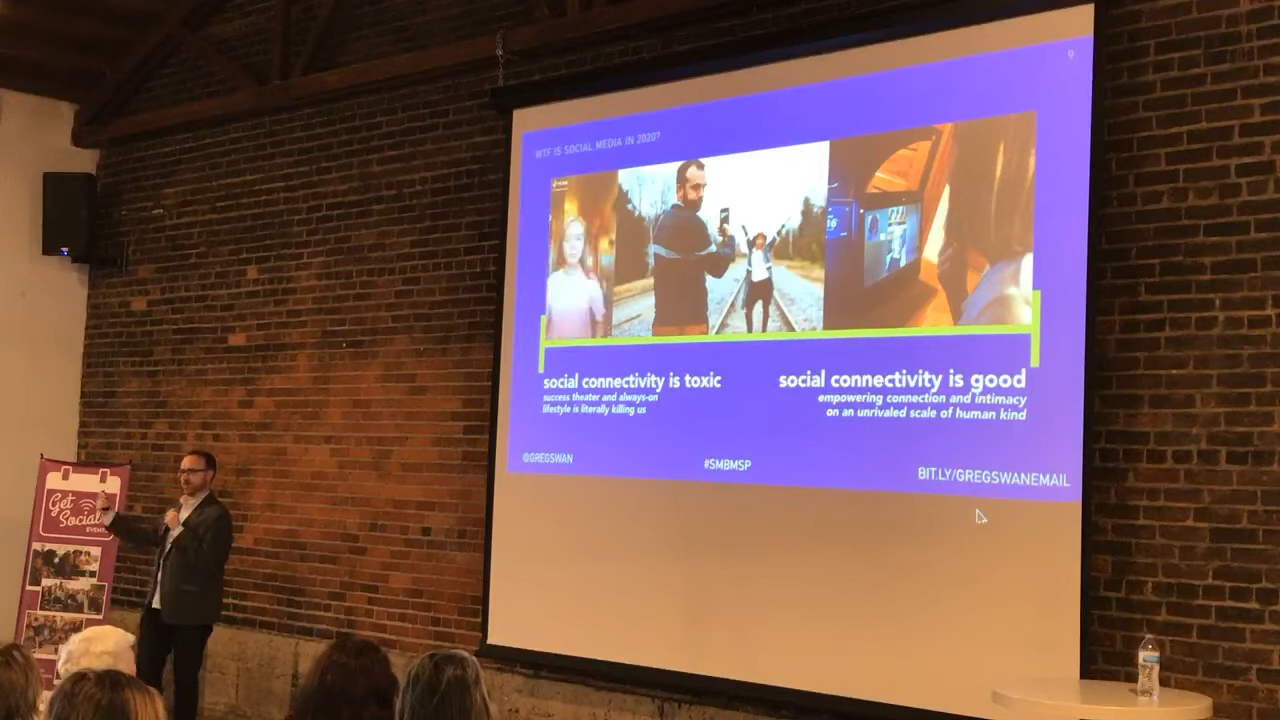 9
WTF IS SOCIAL MEDIA IN 2020?
social connectivity is toxic
success theater and always-on
lifestyle is literally killing us
social connectivity is good
empowering connection and intimacy
on an unrivaled scale of human kind
@GREGSWAN
#SMBMSP
BIT.LY/GREGSWANEMAIL
Get
Social
EVENTS